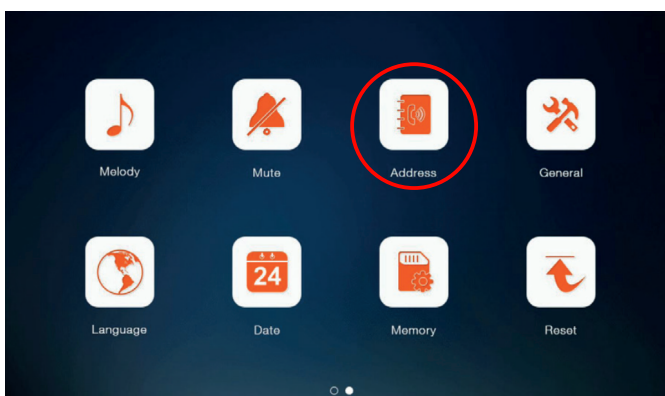 Melody
Mute
Address
General
24
Language
Date
Memory
Reset